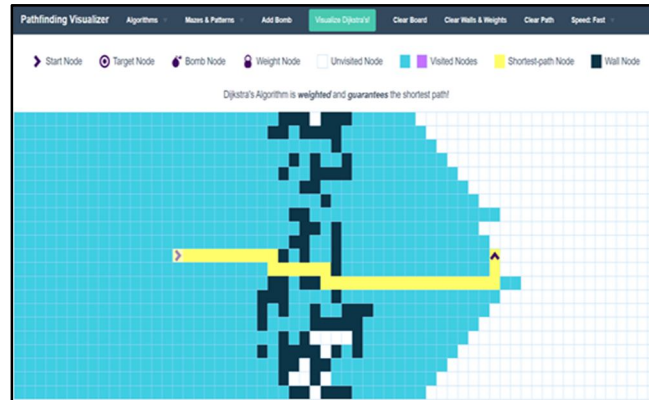 Pathfinding Visualizer Algorithms Mazes & Patterns Add Bomb Visualize Dijkstra's! Clear Board Clear Walls & Weights Clear Path Speed: Fast
Start Node Target Node Bomb Node Weight Node Unvisited Node Visited Nodes Shortest-path Node Wall Node
Dijkstra's Algorithm is weighted and guarantees the shortest path!